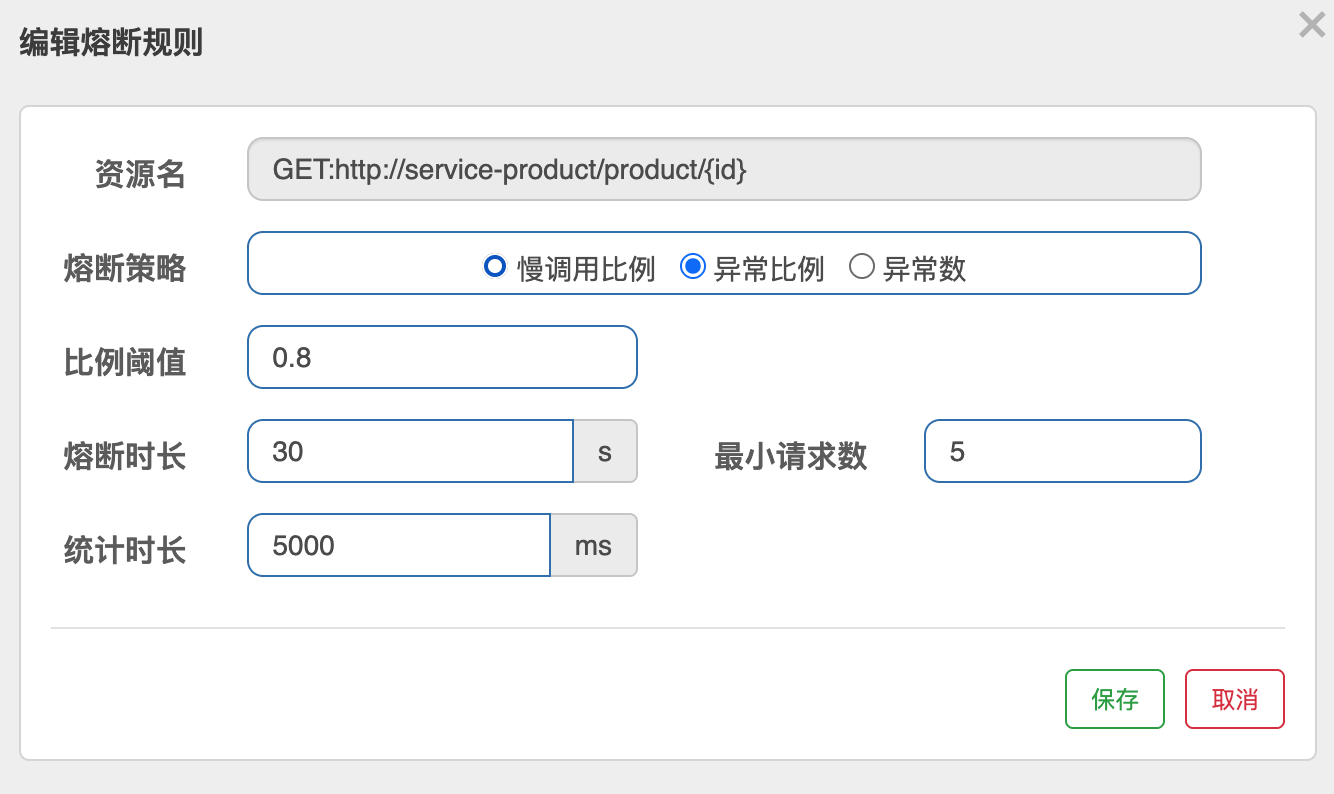 编辑熔断规则
资源名 GET:http://service-product/product/{id}
熔断策略 慢调用比例 异常比例 异常数
比例阈值 0.8
熔断时长 30 s 最小请求数 5
统计时长 5000 ms
保存 取消